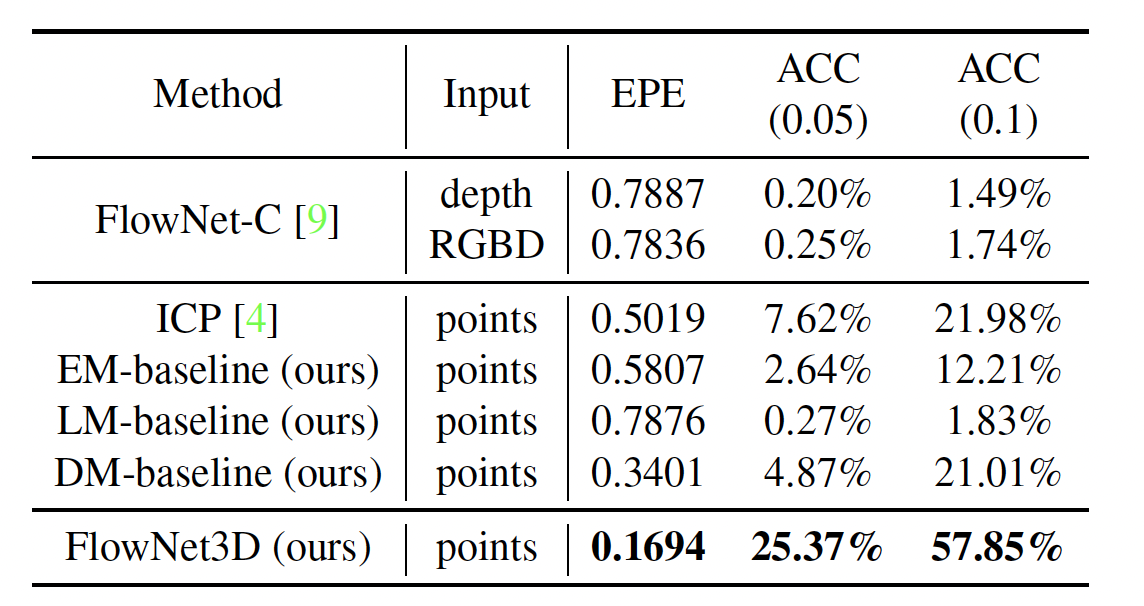 Method Input EPE ACC (0.05) ACC (0.1)
FlowNet-C [9] depth 0.7887 0.20% 1.49%
RGBD 0.7836 0.25% 1.74%
ICP [4] points 0.5019 7.62% 21.98%
EM-baseline (ours) points 0.5807 2.64% 12.21%
LM-baseline (ours) points 0.7876 0.27% 1.83%
DM-baseline (ours) points 0.3401 4.87% 21.01%
FlowNet3D (ours) points 0.1694 25.37% 57.85%